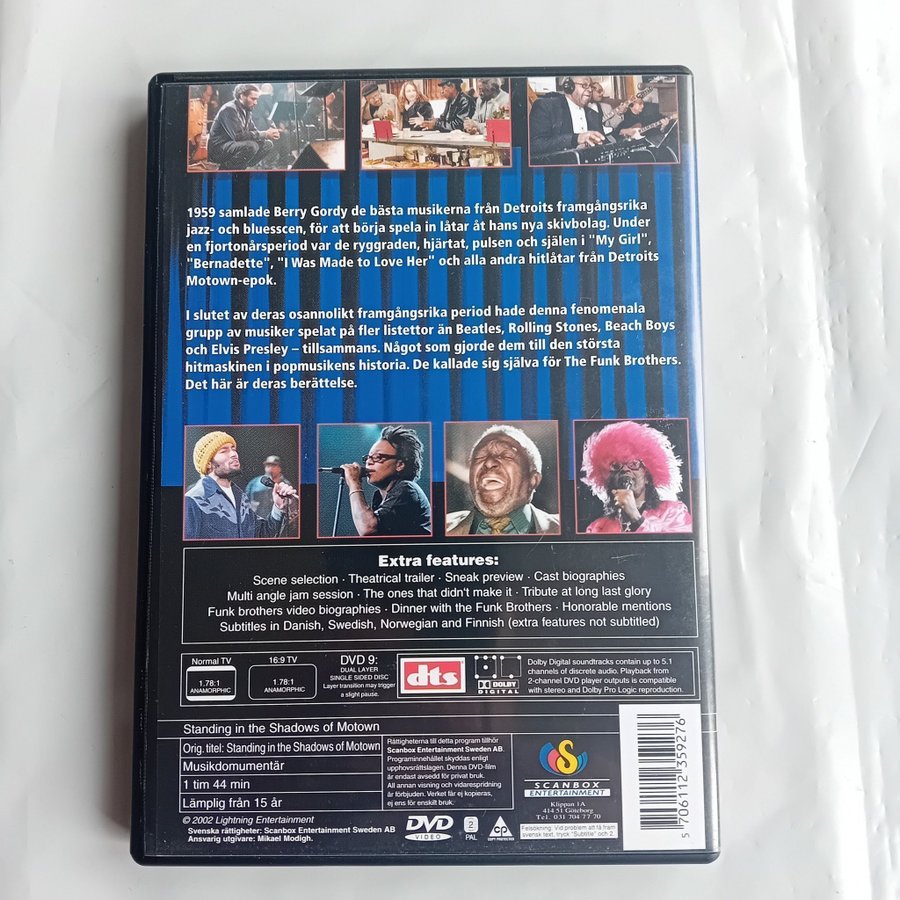 1959 samlade Berry Gordy de bästa musikerna från Detroits framgångsrika
jazz- och bluesscen, för att börja spela in låtar åt hans nya skivbolag. Under
en fjortonårsperiod var de ryggraden, hjärtat, pulsen och själen i "My Girl",
"Bernadette", "I Was Made to Love Her" och alla andra hitlåtar från Detroits
Motown-epok.
I slutet av deras osannolikt framgångsrika period hade denna fenomenala
grupp av musiker spelat på fler listettor än Beatles, Rolling Stones, Beach Boys
och Elvis Presley – tillsammans. Något som gjorde dem till den största
hitmaskinen i popmusikens historia. De kallade sig själva för The Funk Brothers.
Det här är deras berättelse.
Extra features:
Scene selection · Theatrical trailer · Sneak preview · Cast biographies
Multi angle jam session · The ones that didn't make it · Tribute at long last glory
Funk brothers video biographies · Dinner with the Funk Brothers · Honorable mentions
Subtitles in Danish, Swedish, Norwegian and Finnish (extra features not subtitled)
Normal TV
1.78:1
ANAMORPHIC
16:9 TV
1.78:1
ANAMORPHIC
DVD 9:
DUAL LAYER
SINGLE SIDED DISC
Layer transition may trigger
a slight pause.
dts
DOLBY
DIGITAL
Dolby Digital soundtracks contain up to 5.1
channels of discrete audio. Playback from
2-channel DVD player outputs is compatible
with stereo and Dolby Pro Logic reproduction.
Standing in the Shadows of Motown
Orig. titel: Standing in the Shadows of Motown
Musikdomumentär
1 tim 44 min
Lämplig från 15 år
Rättigheterna till detta program tillhör
Scanbox Entertainment Sweden AB.
Programinnehållet skyddas enligt
upphovsrättslagen. Denna DVD-film
är endast avsedd för privat bruk.
All annan visning och vidarespridning
är förbjuden. Verket får ej kopieras,
ej ens för enskilt bruk.
© 2002 Lightning Entertainment
Svenska rättigheter: Scanbox Entertainment Sweden AB
Ansvarig utgivare: Mikael Modigh.
DVD
VIDEO
2
PAL
CP
S
SCANBOX
ENTERTAINMENT
Klippan 1A
414 51 Göteborg
Tel. 031 704 77 70
Felsökning: Vid problem att få fram
svensk text, tryck "Subtitle" och 2.
5 706112 359276